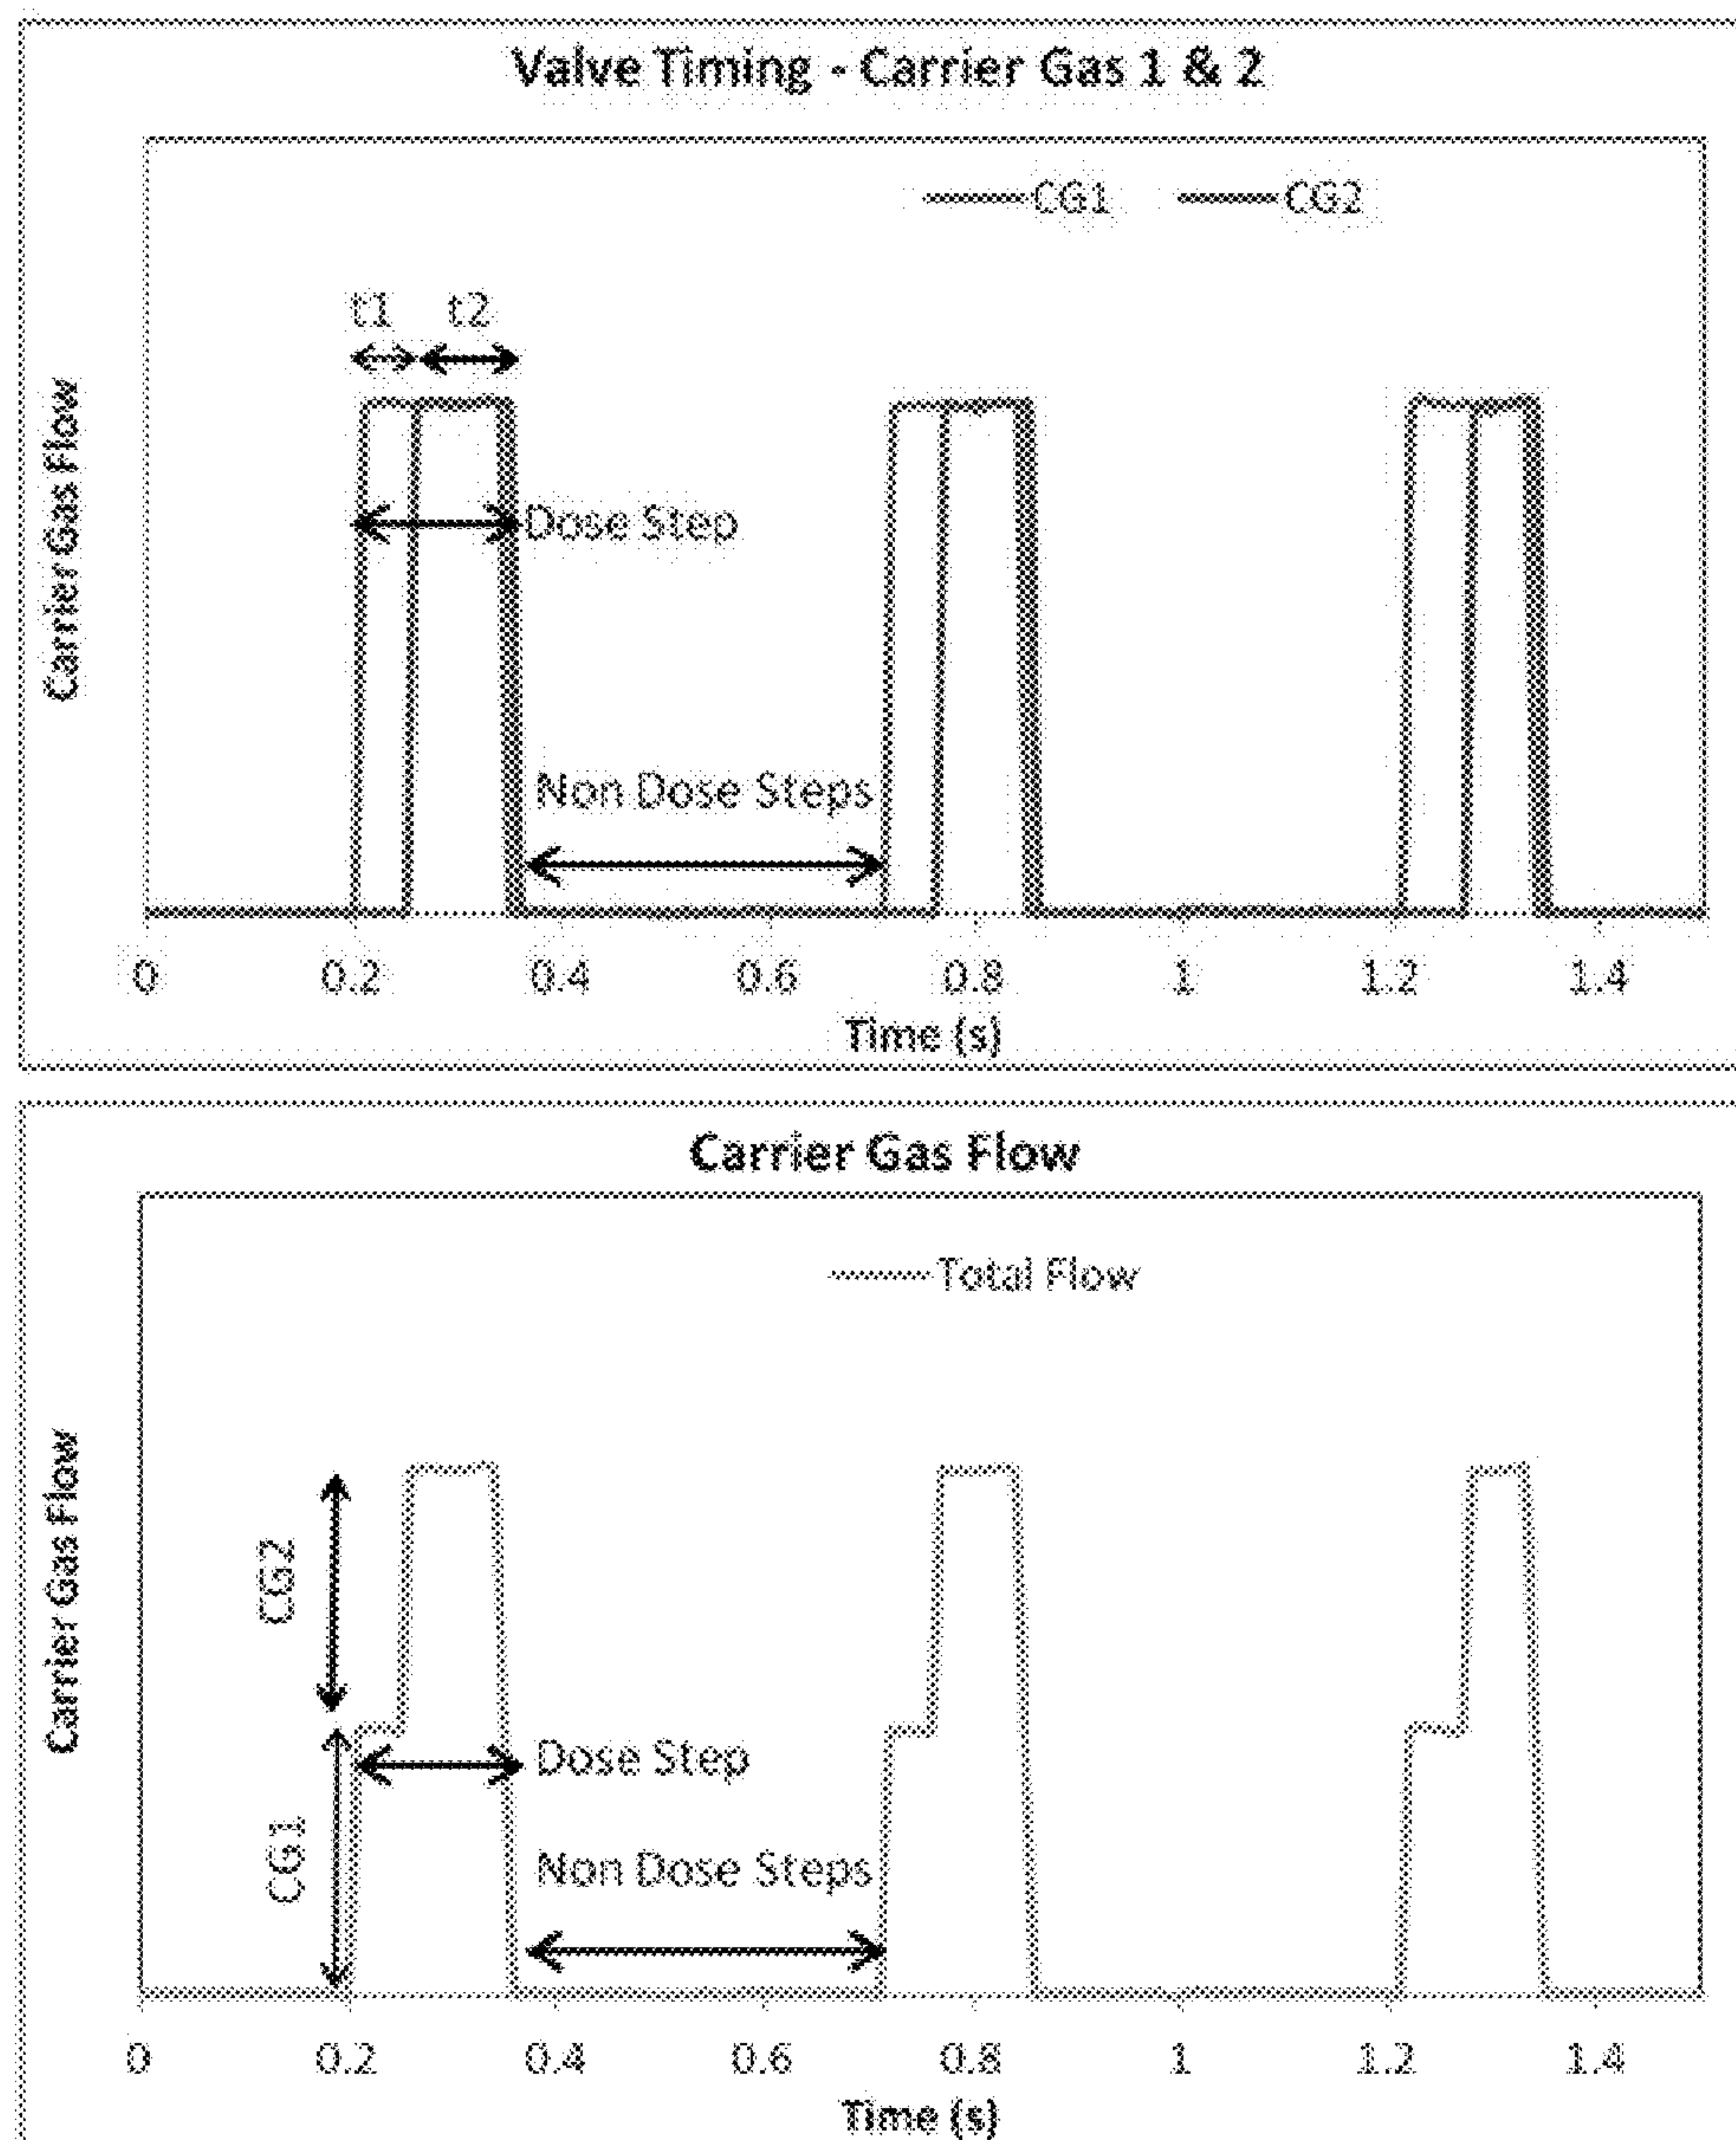 Valve Timing - Carrier Gas 1 & 2
CG1 CG2
t1 t2
Carrier Gas Flow
Dose Step
Non Dose Steps
0 0.2 0.4 0.6 0.8 1 1.2 1.4
Time (s)
Carrier Gas Flow
Total Flow
Carrier Gas Flow
CG2
Dose Step
CG1
Non Dose Steps
0 0.2 0.4 0.6 0.8 1 1.2 1.4
Time (s)